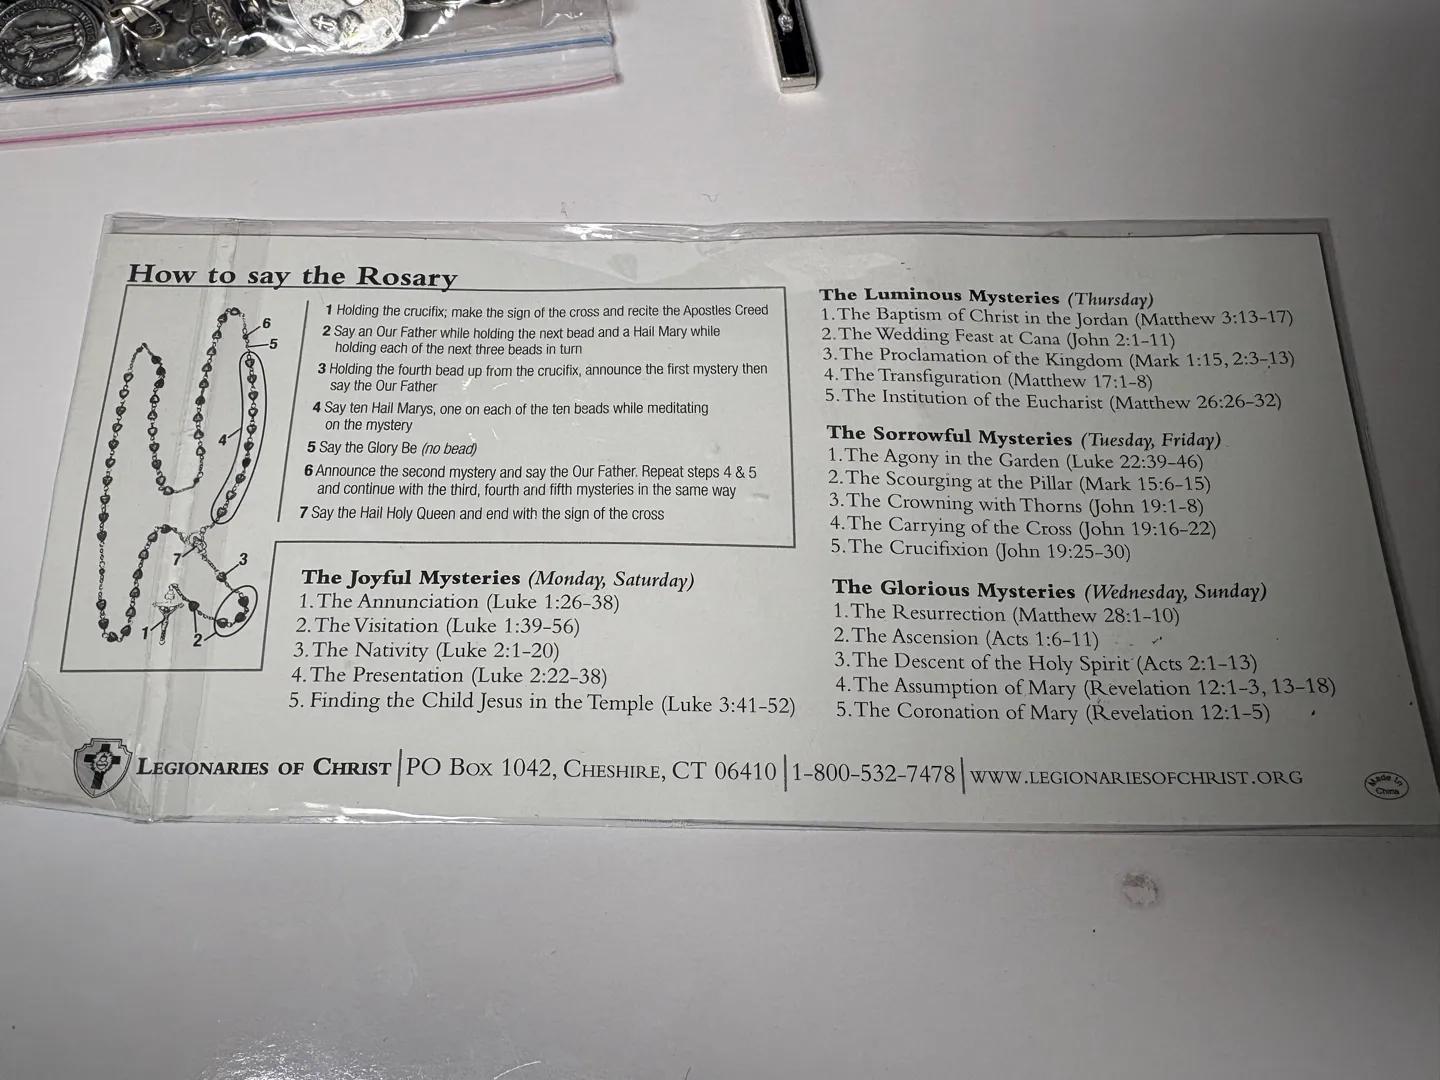 How to say the Rosary
1 Holding the crucifix; make the sign of the cross and recite the Apostles Creed
2 Say an Our Father while holding the next bead and a Hail Mary while
holding each of the next three beads in turn
3 Holding the fourth bead up from the crucifix, announce the first mystery then
say the Our Father
4 Say ten Hail Marys, one on each of the ten beads while meditating
on the mystery
5 Say the Glory Be (no bead)
6 Announce the second mystery and say the Our Father. Repeat steps 4 & 5
and continue with the third, fourth and fifth mysteries in the same way
7 Say the Hail Holy Queen and end with the sign of the cross
6
5
4
7
3
1
2
The Joyful Mysteries (Monday, Saturday)
1. The Annunciation (Luke 1:26-38)
2. The Visitation (Luke 1:39-56)
3. The Nativity (Luke 2:1-20)
4. The Presentation (Luke 2:22-38)
5. Finding the Child Jesus in the Temple (Luke 3:41-52)
The Luminous Mysteries (Thursday)
1. The Baptism of Christ in the Jordan (Matthew 3:13-17)
2. The Wedding Feast at Cana (John 2:1-11)
3. The Proclamation of the Kingdom (Mark 1:15, 2:3-13)
4. The Transfiguration (Matthew 17:1-8)
5. The Institution of the Eucharist (Matthew 26:26-32)
The Sorrowful Mysteries (Tuesday, Friday)
1. The Agony in the Garden (Luke 22:39-46)
2. The Scourging at the Pillar (Mark 15:6-15)
3. The Crowning with Thorns (John 19:1-8)
4. The Carrying of the Cross (John 19:16-22)
5. The Crucifixion (John 19:25-30)
The Glorious Mysteries (Wednesday, Sunday)
1. The Resurrection (Matthew 28:1-10)
2. The Ascension (Acts 1:6-11)
3. The Descent of the Holy Spirit (Acts 2:1-13)
4. The Assumption of Mary (Revelation 12:1-3, 13-18)
5. The Coronation of Mary (Revelation 12:1-5)
LEGIONARIES OF CHRIST | PO BOX 1042, CHESHIRE, CT 06410 | 1-800-532-7478 | WWW.LEGIONARIESOFCHRIST.ORG
Made In
China